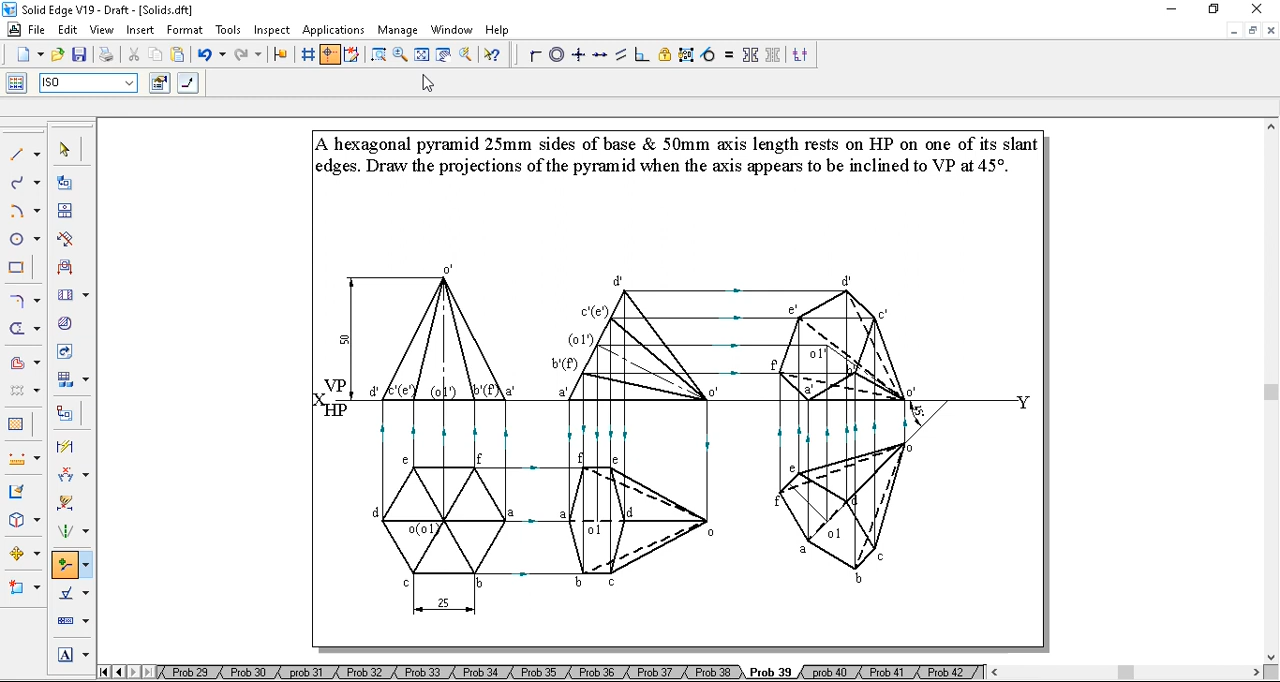 Solid Edge V19 - Draft - [Solids.dft]
File Edit View Insert Format Tools Inspect Applications Manage Window Help
ISO
A hexagonal pyramid 25mm sides of base & 50mm axis length rests on HP on one of its slant
edges. Draw the projections of the pyramid when the axis appears to be inclined to VP at 45°.
o'
d' d'
c'(e') e' c'
50 (o1') o1'
b'(f') f' b'
VP d' c'(e') (o1') b'(f') a' a' o' a' o'
X Y
HP 45°
e f f e o
e
d a a d f d
o(o1) o1 o o1
a c
c b b c b
25
Prob 29 Prob 30 prob 31 Prob 32 Prob 33 Prob 34 Prob 35 Prob 36 Prob 37 Prob 38 Prob 39 prob 40 Prob 41 Prob 42
A